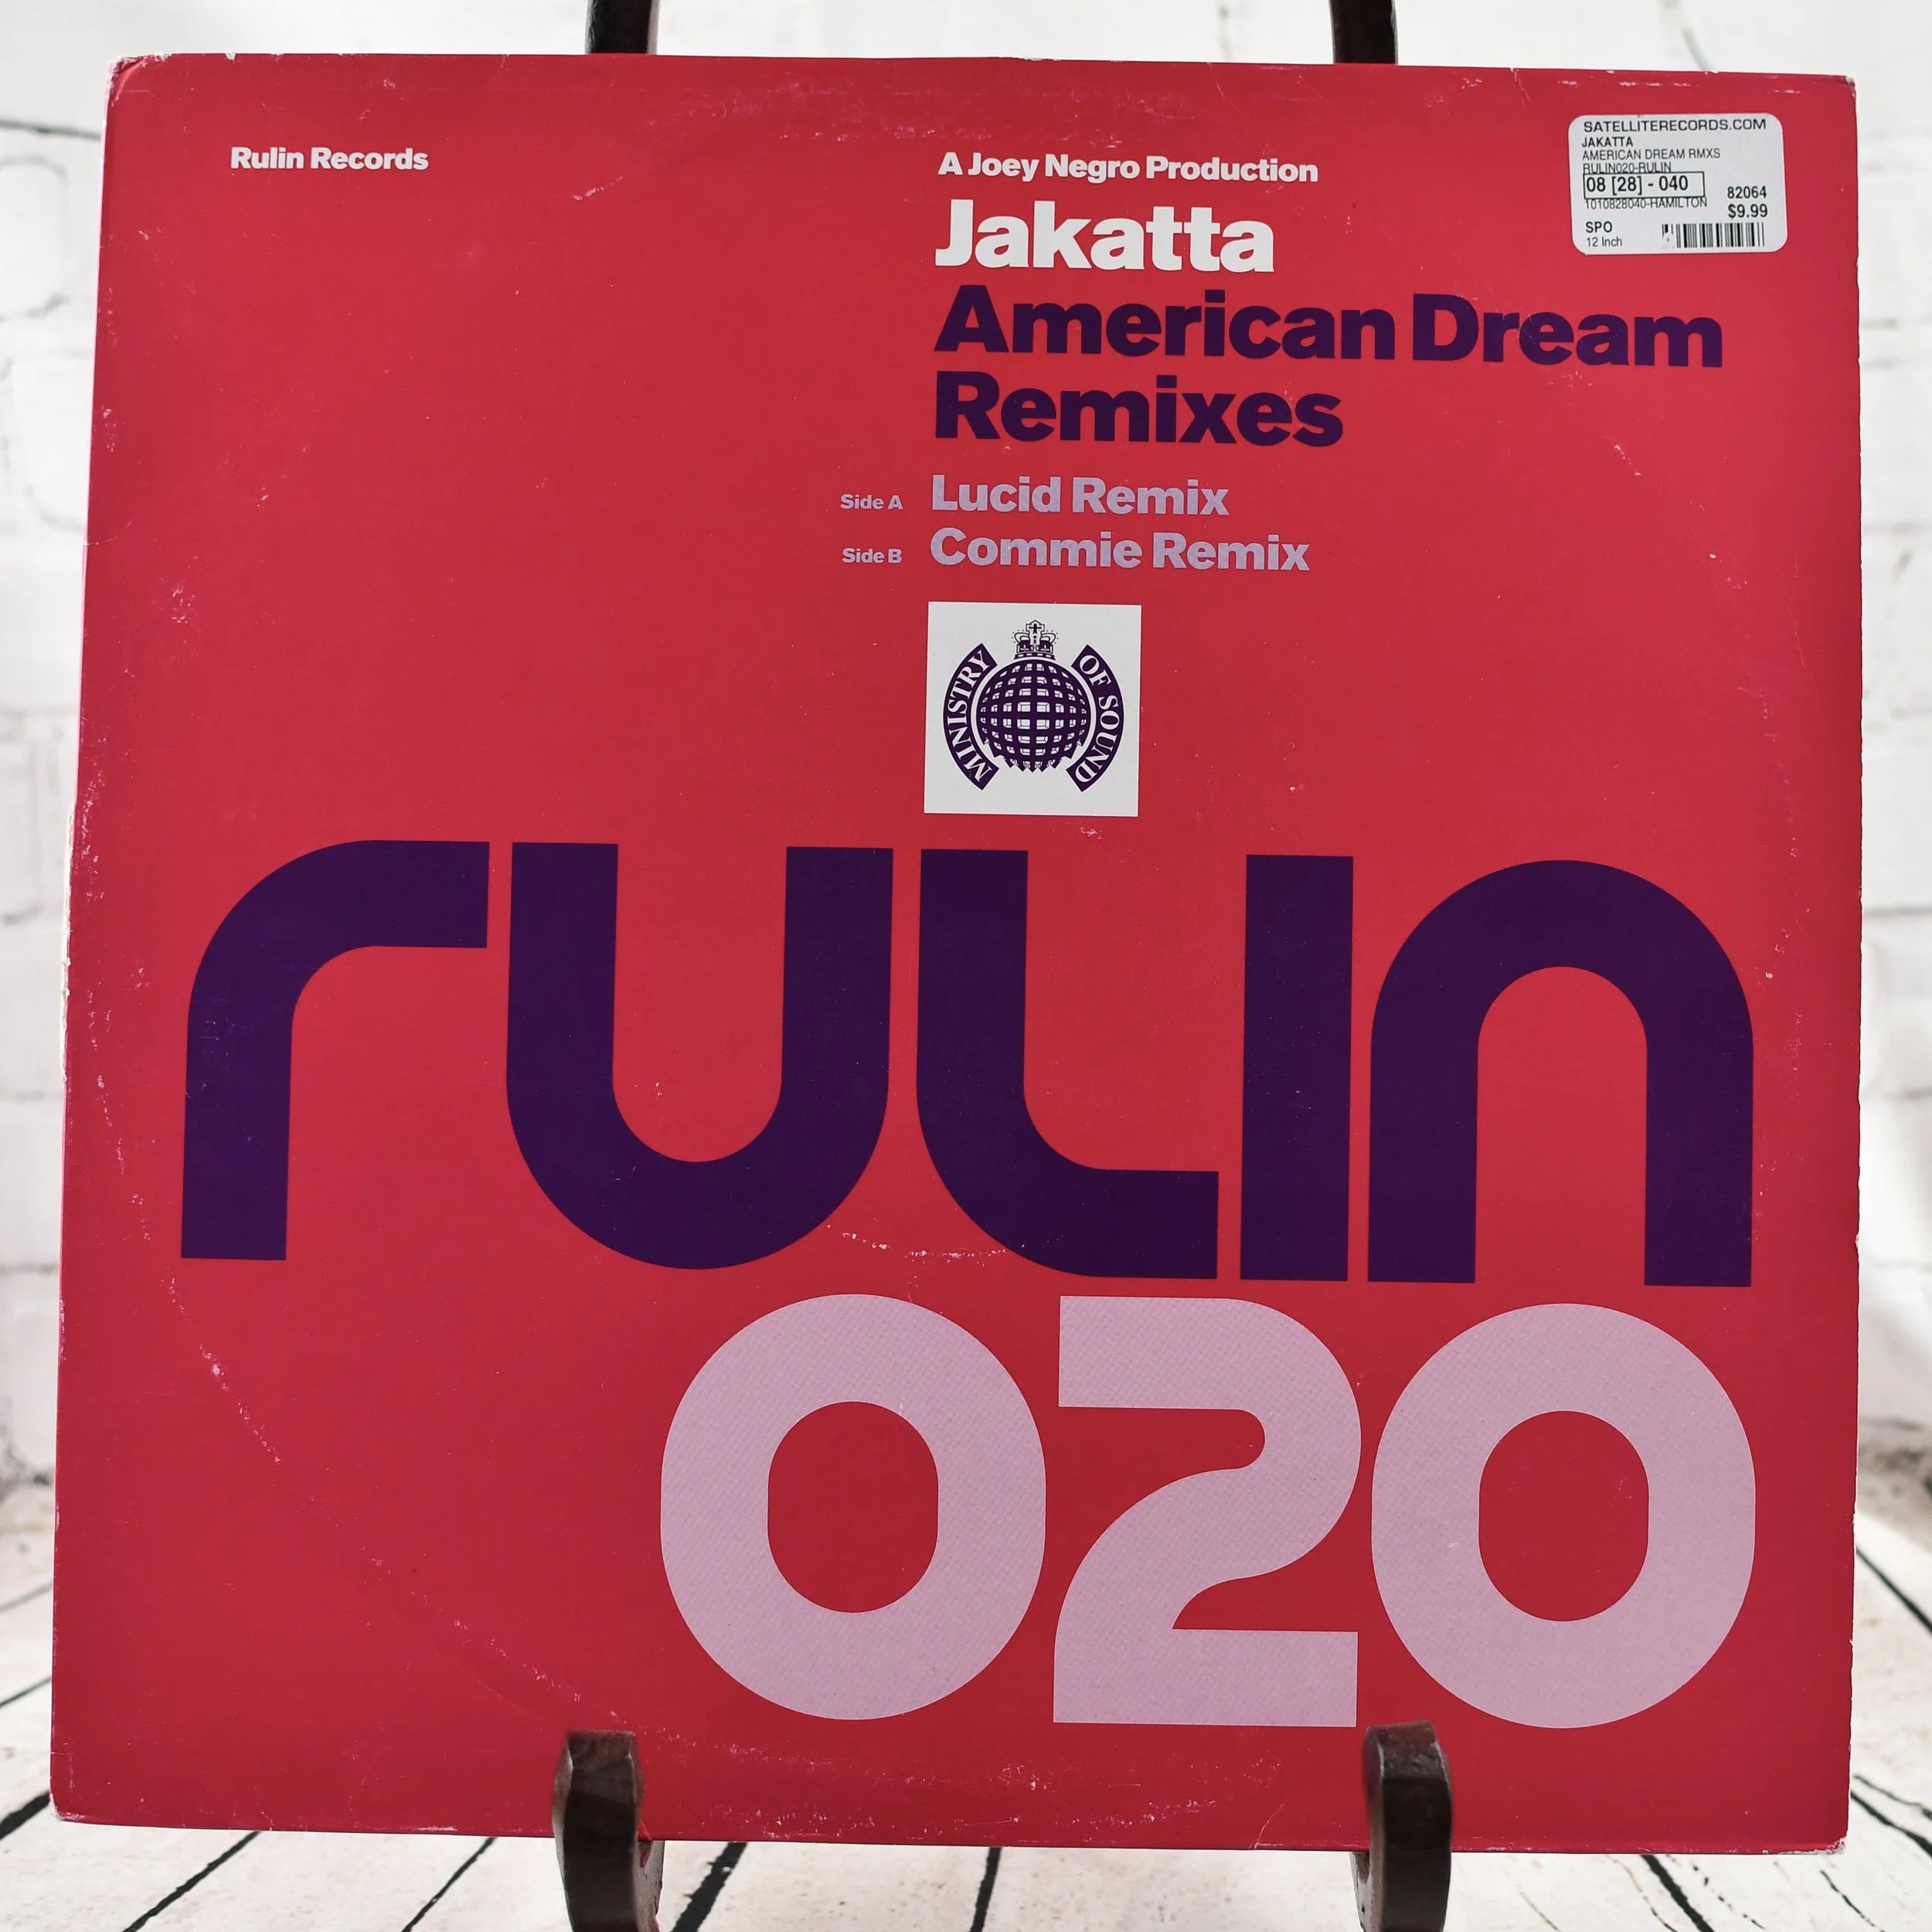 Rulin Records
A Joey Negro Production
Jakatta
American Dream
Remixes
Side A Lucid Remix
Side B Commie Remix
MINISTRY OF SOUND
rulin
020
SATELLITERECORDS.COM
JAKATTA
AMERICAN DREAM RMXS
RULIN020-RULIN
08 [28] - 040
1010828040-HAMILTON
82064
$9.99
SPO
12 Inch